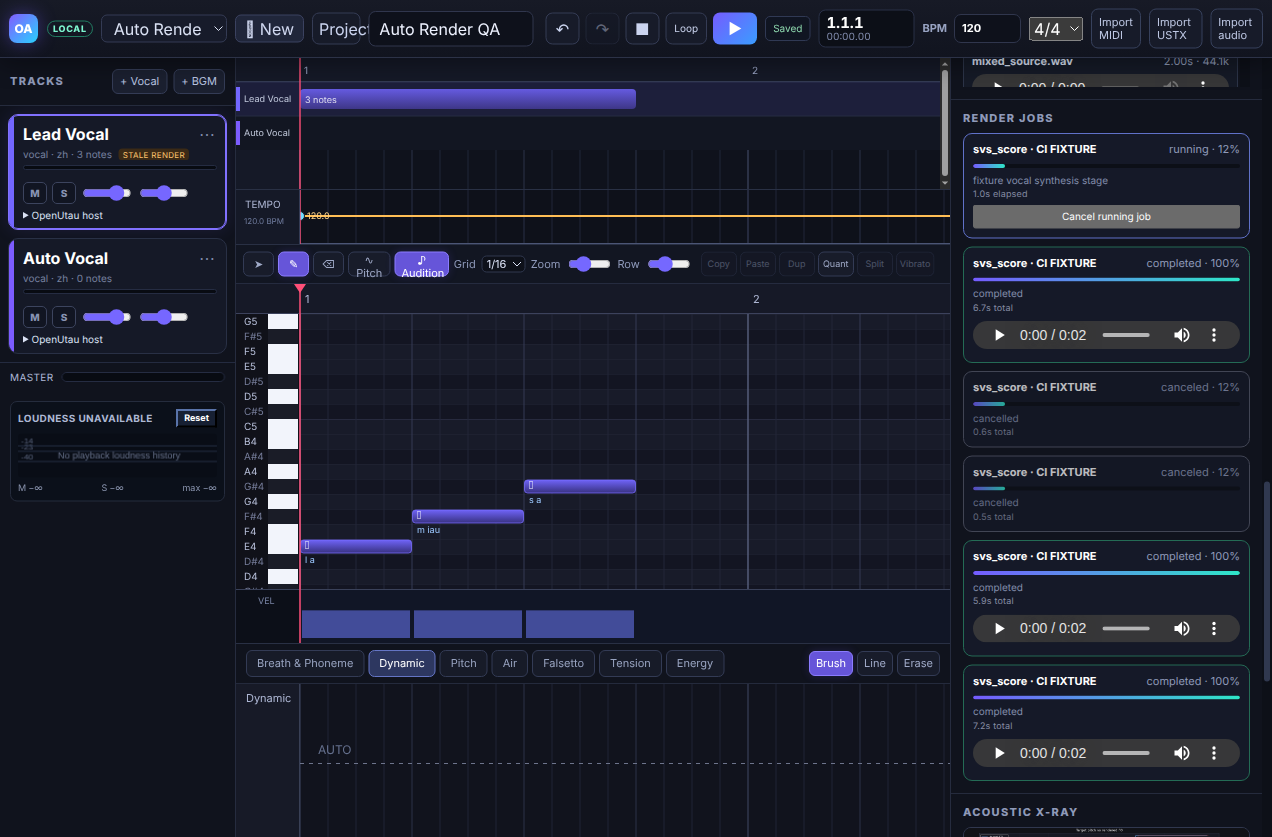 OA LOCAL Auto Rende New Project Auto Render QA Loop Saved 1.1.1 BPM 120 4/4 Import MIDI Import USTX Import audio
00:00.00
TRACKS + Vocal + BGM
Lead Vocal ...
vocal · zh · 3 notes STALE RENDER
M S
OpenUtau host
Auto Vocal ...
vocal · zh · 0 notes
M S
OpenUtau host
MASTER
LOUDNESS UNAVAILABLE Reset
-14
-23
-40
No playback loudness history
M −∞ S −∞ max −∞
1 2
Lead Vocal 3 notes
Auto Vocal
TEMPO
120.0 BPM 120.0
Pitch Audition Grid 1/16 Zoom Row Copy Paste Dup Quant Split Vibrato
1 2
G5
F#5
F5
E5
D#5
D5
C#5
C5
B4
A#4
A4
G#4
s a
G4
F#4
m iau
F4
E4
l a
D#4
D4
VEL
Breath & Phoneme Dynamic Pitch Air Falsetto Tension Energy Brush Line Erase
Dynamic
AUTO
mixed_source.wav 2.00s · 44.1k
RENDER JOBS
svs_score · CI FIXTURE running · 12%
fixture vocal synthesis stage
1.0s elapsed
Cancel running job
svs_score · CI FIXTURE completed · 100%
completed
6.7s total
0:00 / 0:02
svs_score · CI FIXTURE canceled · 12%
cancelled
0.6s total
svs_score · CI FIXTURE canceled · 12%
cancelled
0.5s total
svs_score · CI FIXTURE completed · 100%
completed
5.9s total
0:00 / 0:02
svs_score · CI FIXTURE completed · 100%
completed
7.2s total
0:00 / 0:02
ACOUSTIC X-RAY